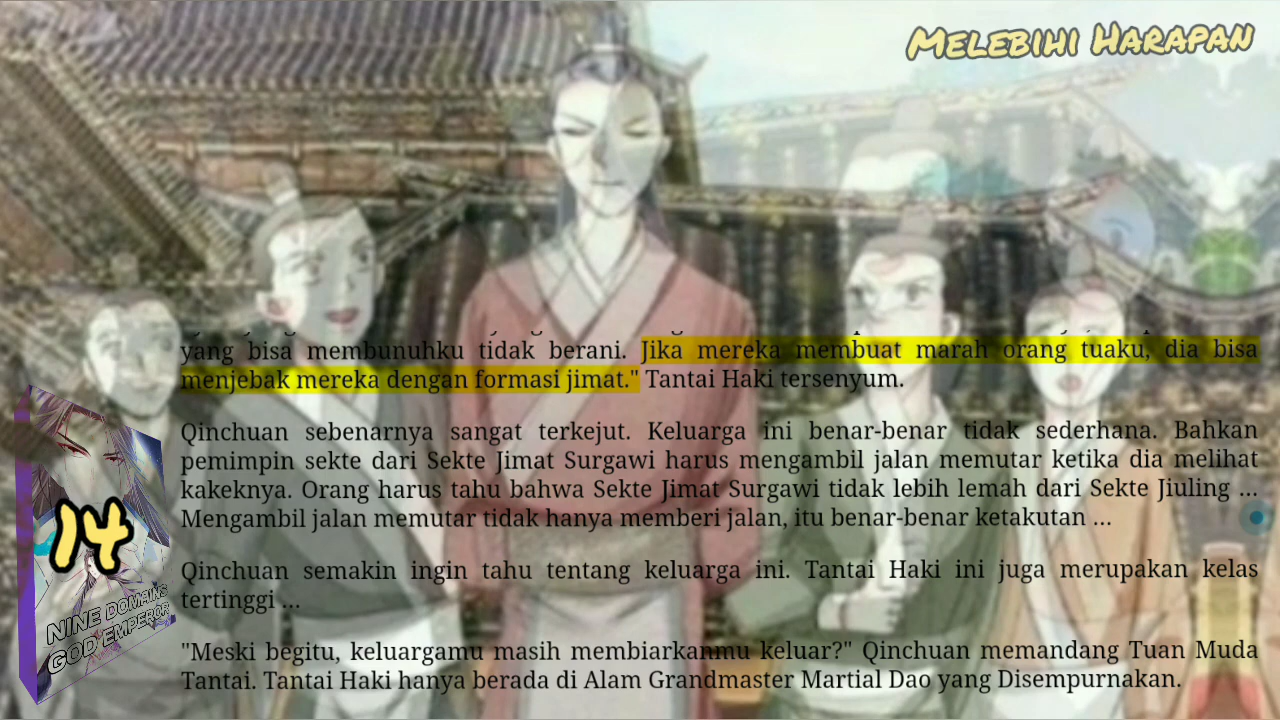 Melebihi Harapan
yang bisa membunuhku tidak berani. Jika mereka membuat marah orang tuaku, dia bisa
menjebak mereka dengan formasi jimat." Tantai Haki tersenyum.
Qinchuan sebenarnya sangat terkejut. Keluarga ini benar-benar tidak sederhana. Bahkan
pemimpin sekte dari Sekte Jimat Surgawi harus mengambil jalan memutar ketika dia melihat
kakeknya. Orang harus tahu bahwa Sekte Jimat Surgawi tidak lebih lemah dari Sekte Jiuling ...
Mengambil jalan memutar tidak hanya memberi jalan, itu benar-benar ketakutan ...
Qinchuan semakin ingin tahu tentang keluarga ini. Tantai Haki ini juga merupakan kelas
tertinggi ...
"Meski begitu, keluargamu masih membiarkanmu keluar?" Qinchuan memandang Tuan Muda
Tantai. Tantai Haki hanya berada di Alam Grandmaster Martial Dao yang Disempurnakan.
14
NINE DOMAINS
GOD EMPEROR